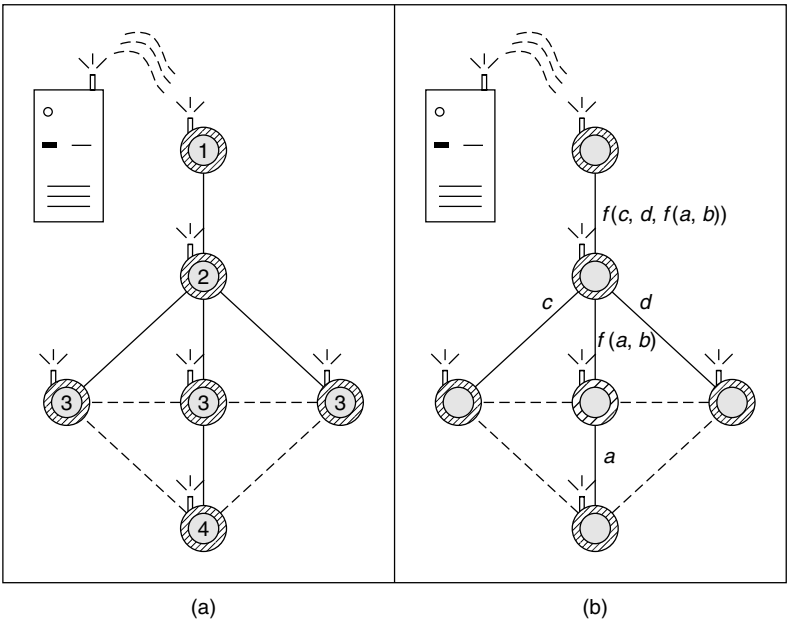 1
2
3 3 3
4
(a)
f(c, d, f(a, b))
c d
f(a, b)
a
(b)